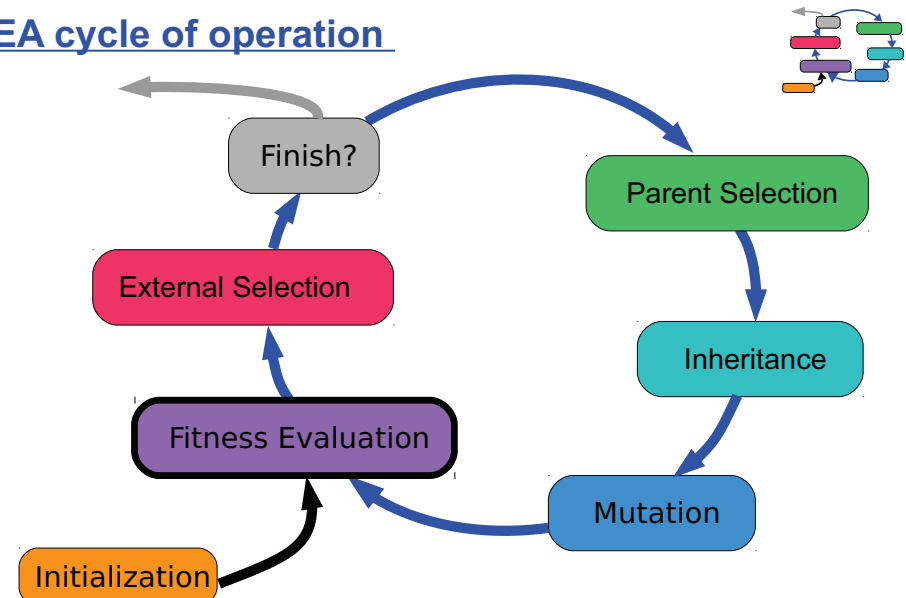 EA cycle of operation
Finish?
Parent Selection
External Selection
Inheritance
Fitness Evaluation
Mutation
Initialization